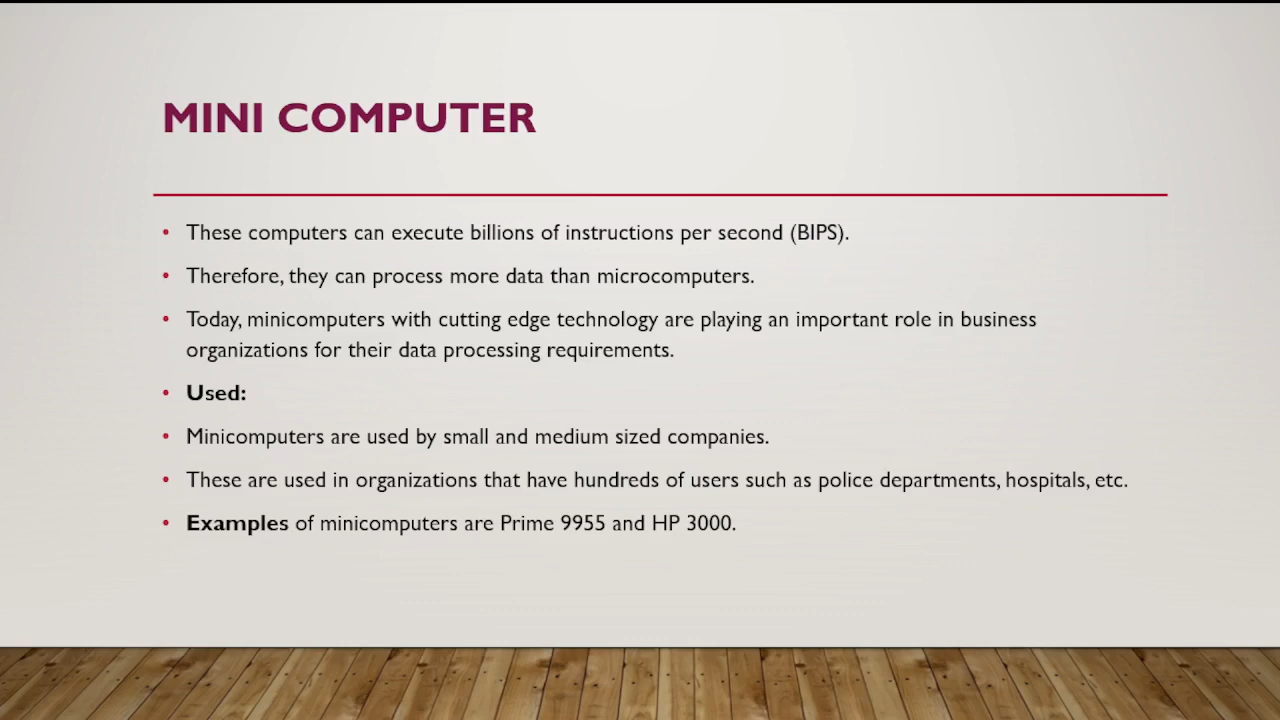 MINI COMPUTER
• These computers can execute billions of instructions per second (BIPS).
• Therefore, they can process more data than microcomputers.
• Today, minicomputers with cutting edge technology are playing an important role in business
organizations for their data processing requirements.
• Used:
• Minicomputers are used by small and medium sized companies.
• These are used in organizations that have hundreds of users such as police departments, hospitals, etc.
• Examples of minicomputers are Prime 9955 and HP 3000.